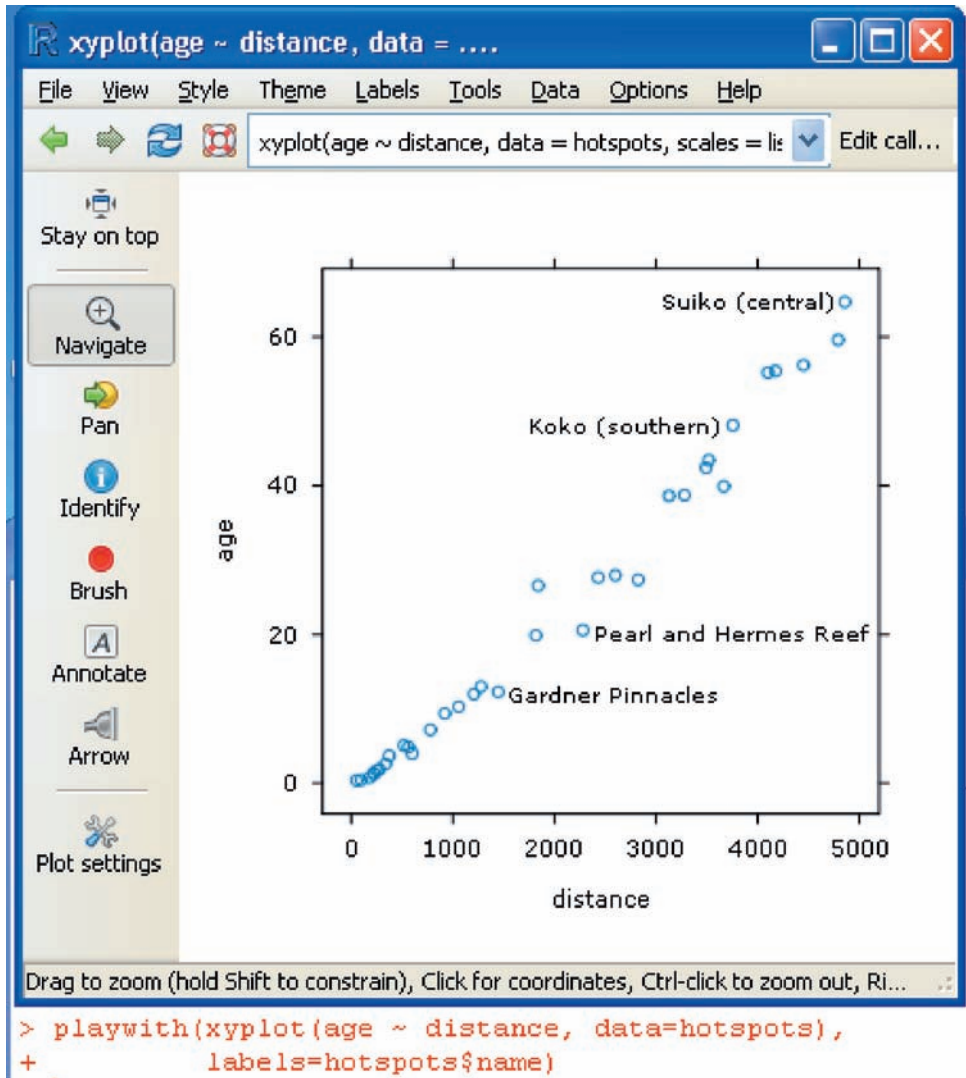 R xyplot(age ~ distance, data = ....
File View Style Theme Labels Tools Data Options Help
xyplot(age ~ distance, data = hotspots, scales = lis Edit call...
Stay on top
Navigate
Pan
Identify
Brush
A
Annotate
Arrow
Plot settings
Suiko (central)
60
Koko (southern)
40
age
20
Pearl and Hermes Reef
Gardner Pinnacles
0
0 1000 2000 3000 4000 5000
distance
Drag to zoom (hold Shift to constrain), Click for coordinates, Ctrl-click to zoom out, Ri...
> playwith(xyplot(age ~ distance, data=hotspots),
+ labels=hotspots$name)